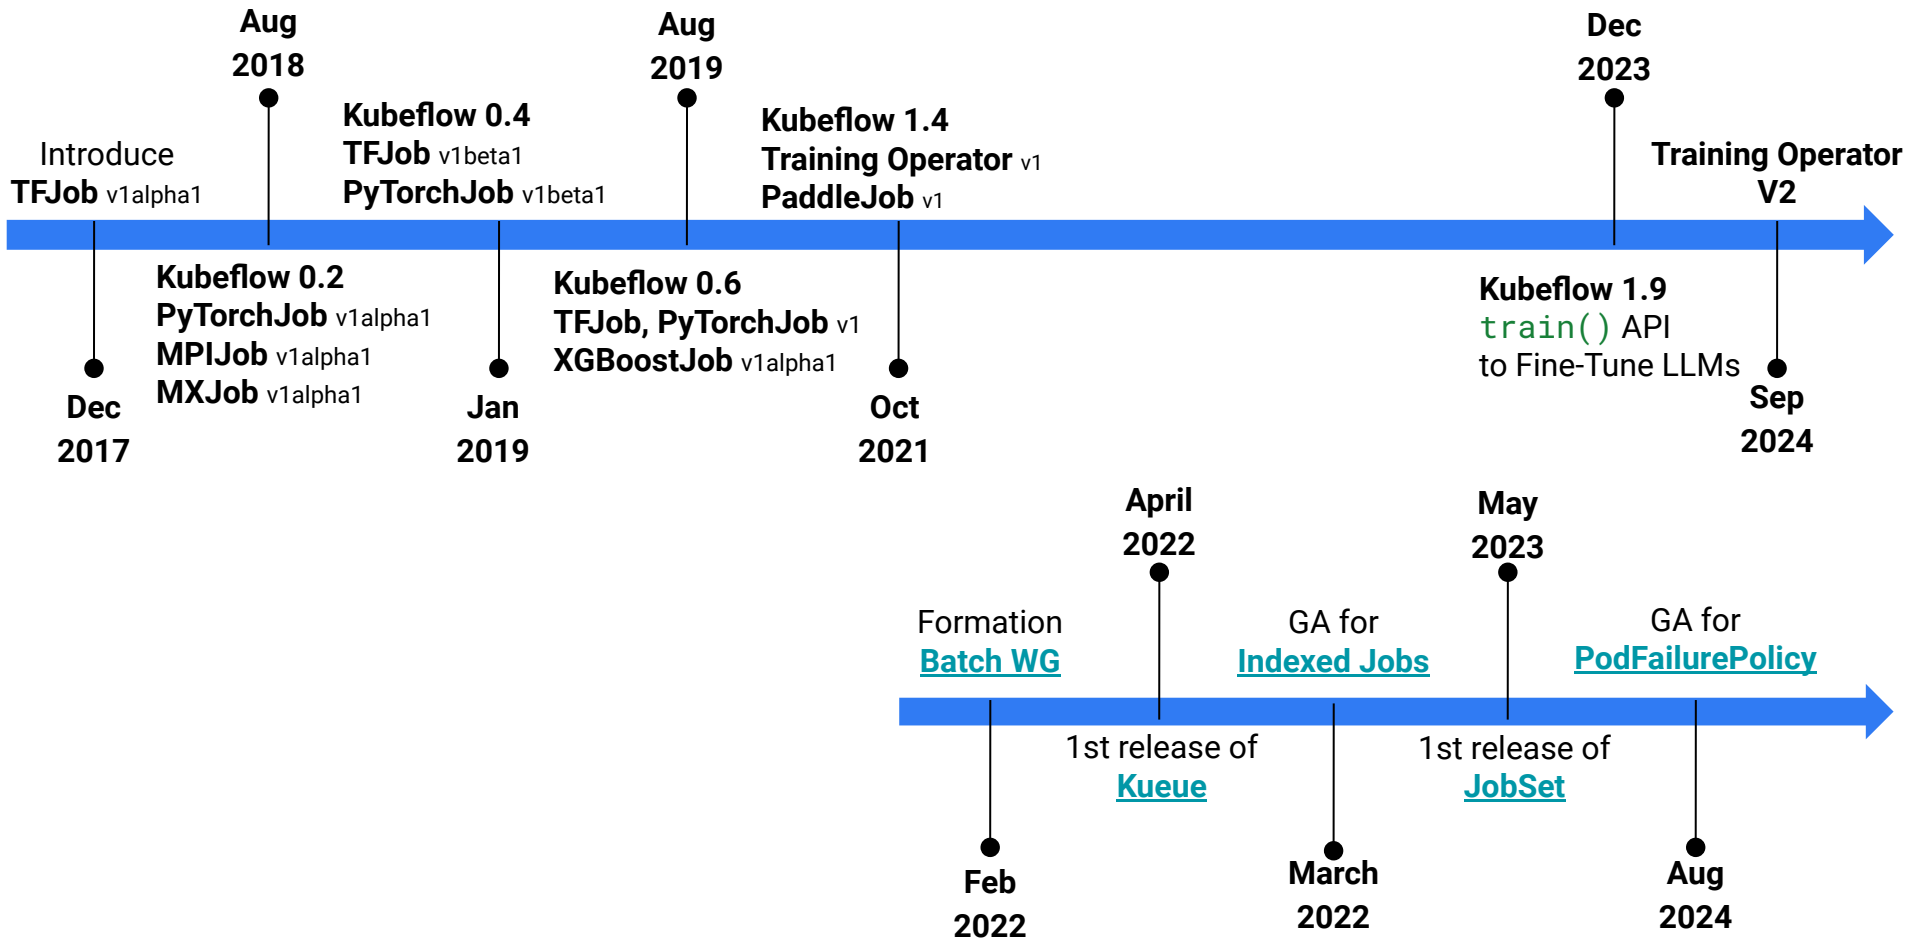 Aug
2018
Aug
2019
Dec
2023
Introduce
TFJob v1alpha1
Kubeflow 0.4
TFJob v1beta1
PyTorchJob v1beta1
Kubeflow 1.4
Training Operator v1
PaddleJob v1
Training Operator
V2
Kubeflow 0.2
PyTorchJob v1alpha1
MPIJob v1alpha1
MXJob v1alpha1
Kubeflow 0.6
TFJob, PyTorchJob v1
XGBoostJob v1alpha1
Kubeflow 1.9
train() API
to Fine-Tune LLMs
Dec
2017
Jan
2019
Oct
2021
Sep
2024
April
2022
May
2023
Formation
Batch WG
GA for
Indexed Jobs
GA for
PodFailurePolicy
1st release of
Kueue
1st release of
JobSet
Feb
2022
March
2022
Aug
2024